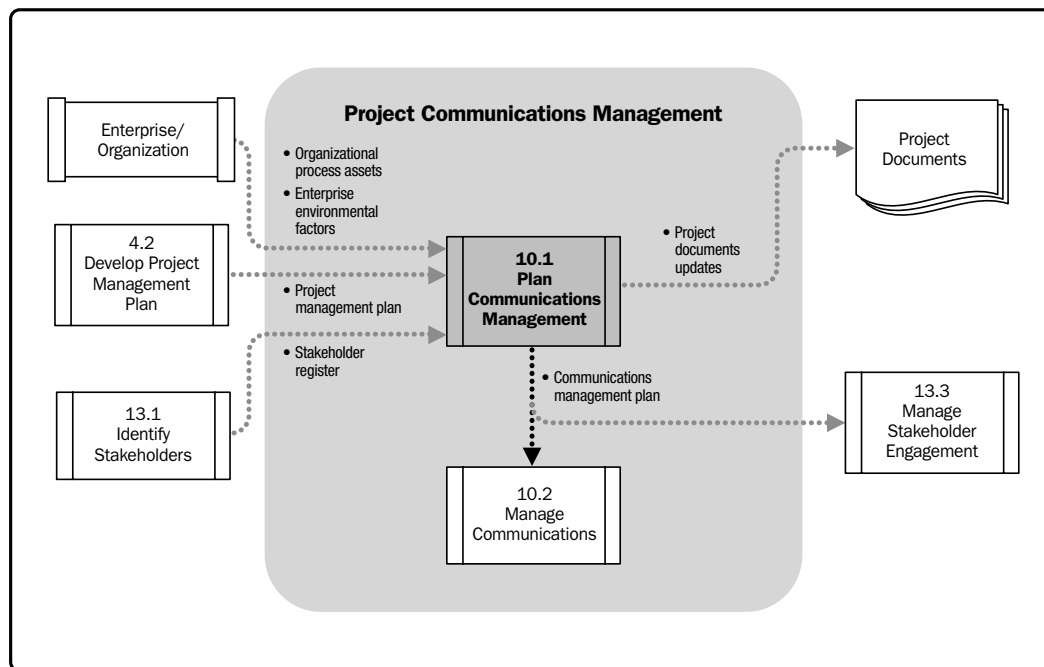 Project Communications Management
Enterprise/
Organization
• Organizational
process assets
• Enterprise
environmental
factors
Project
Documents
4.2
Develop Project
Management
Plan
• Project
management plan
10.1
Plan
Communications
Management
• Project
documents
updates
• Stakeholder
register
13.1
Identify
Stakeholders
• Communications
management plan
13.3
Manage
Stakeholder
Engagement
10.2
Manage
Communications